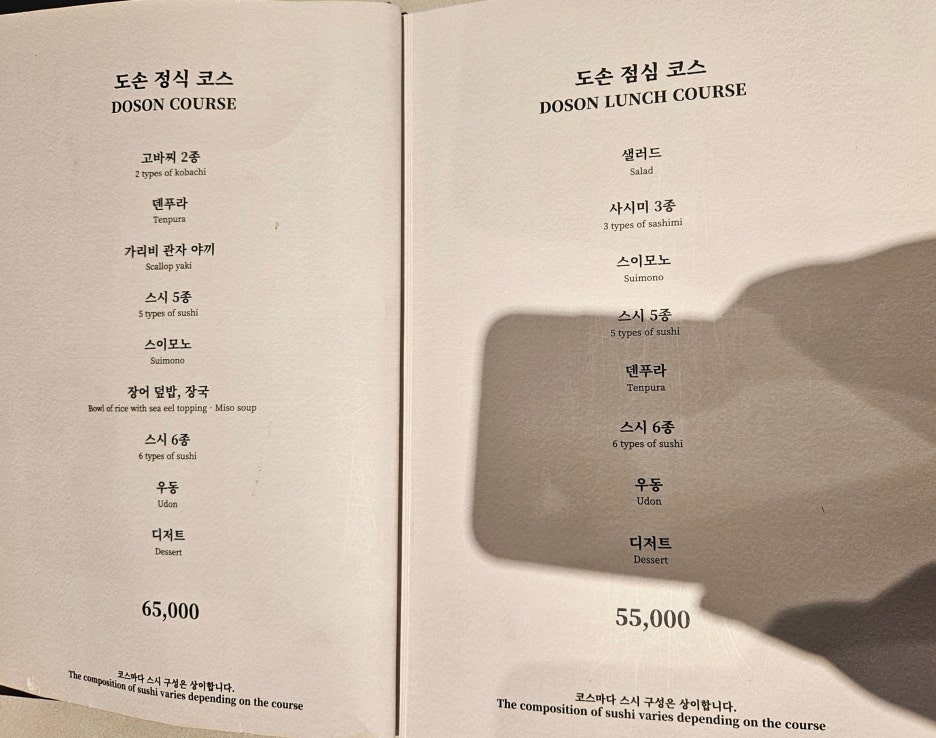 도손 정식 코스
DOSON COURSE
고바찌 2종
2 types of kobachi
덴푸라
Tenpura
가리비 관자 야끼
Scallop yaki
스시 5종
5 types of sushi
스이모노
Suimono
장어 덮밥, 장국
Bowl of rice with sea eel topping · Miso soup
스시 6종
6 types of sushi
우동
Udon
디저트
Dessert
65,000
코스마다 스시 구성은 상이합니다.
The composition of sushi varies depending on the course
도손 점심 코스
DOSON LUNCH COURSE
샐러드
Salad
사시미 3종
3 types of sashimi
스이모노
Suimono
스시 5종
5 types of sushi
덴푸라
Tenpura
스시 6종
6 types of sushi
우동
Udon
디저트
Dessert
55,000
코스마다 스시 구성은 상이합니다.
The composition of sushi varies depending on the course